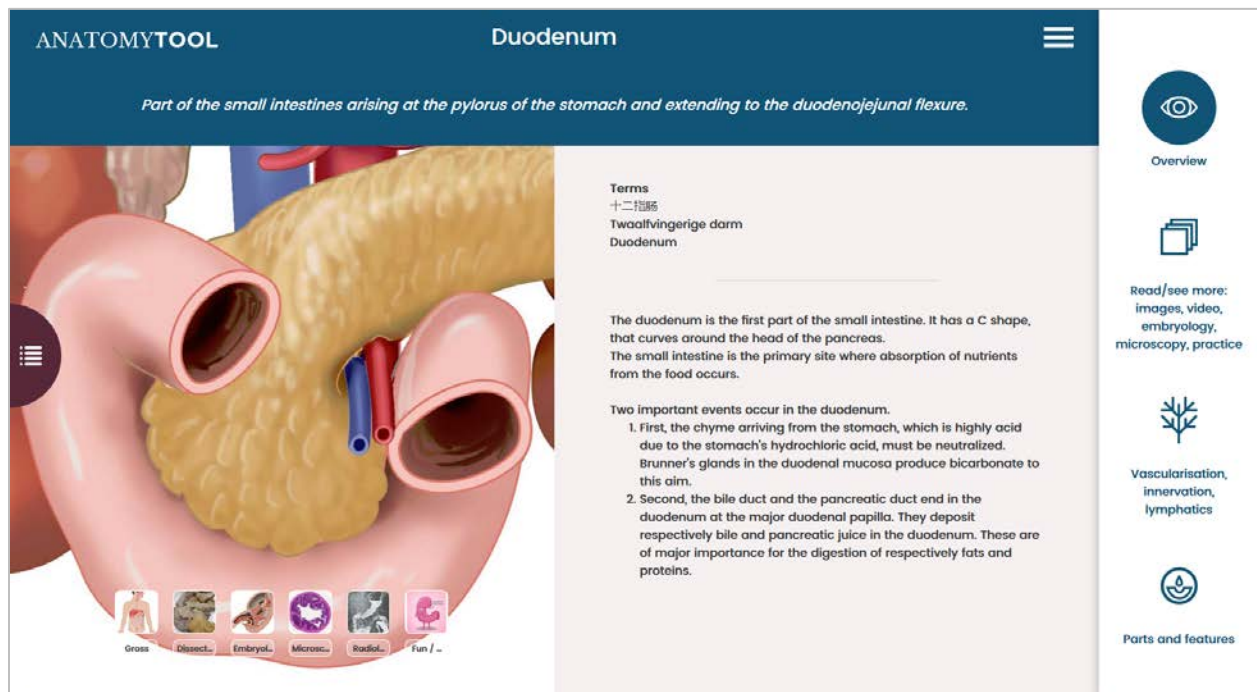 ANATOMYTOOL
Duodenum
Part of the small intestines arising at the pylorus of the stomach and extending to the duodenojejunal flexure.
Terms
十二指肠
Twaalfvingerige darm
Duodenum
The duodenum is the first part of the small intestine. It has a C shape,
that curves around the head of the pancreas.
The small intestine is the primary site where absorption of nutrients
from the food occurs.
Two important events occur in the duodenum.
1. First, the chyme arriving from the stomach, which is highly acid
due to the stomach's hydrochloric acid, must be neutralized.
Brunner's glands in the duodenal mucosa produce bicarbonate to
this aim.
2. Second, the bile duct and the pancreatic duct end in the
duodenum at the major duodenal papilla. They deposit
respectively bile and pancreatic juice in the duodenum. These are
of major importance for the digestion of respectively fats and
proteins.
Gross
Dissect...
Embryol...
Microsc...
Radiol...
Fun / ...
Overview
Read/see more:
images, video,
embryology,
microscopy, practice
Vascularisation,
innervation,
lymphatics
Parts and features